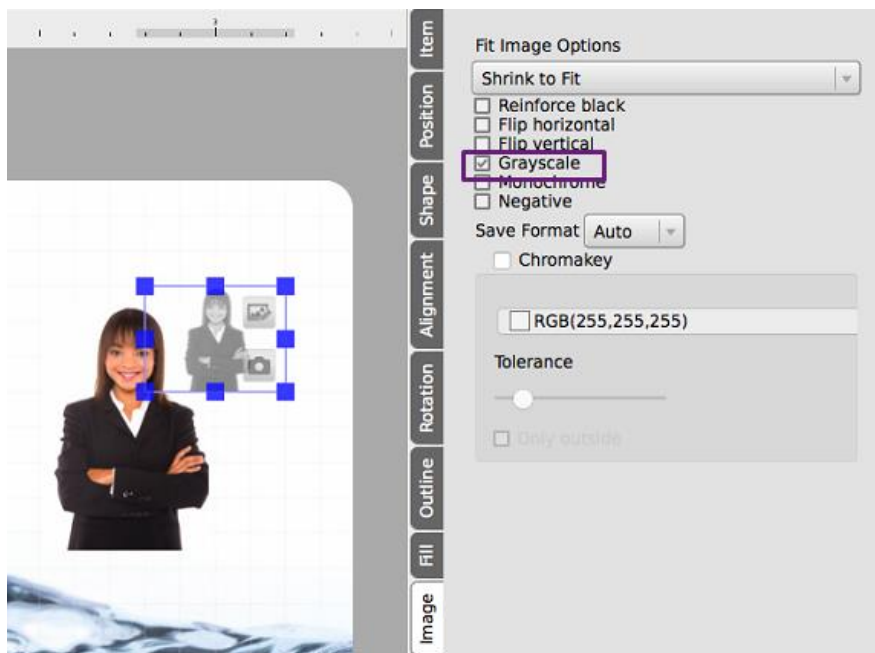 3
Item
Position
Shape
Alignment
Rotation
Outline
Fill
Image
Fit Image Options
Shrink to Fit
Reinforce black
Flip horizontal
Flip vertical
Grayscale
Monochrome
Negative
Save Format Auto
Chromakey
RGB(255,255,255)
Tolerance
Only outside